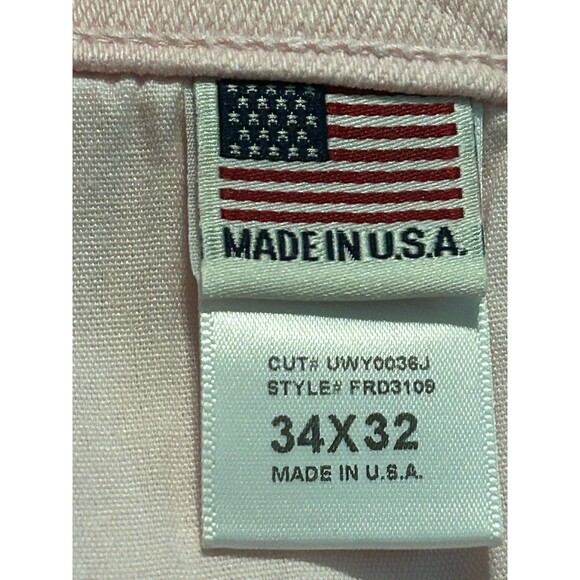 MADE IN U.S.A.
CUT# UWY0036J
STYLE# FRD3109
34X32
MADE IN U.S.A.